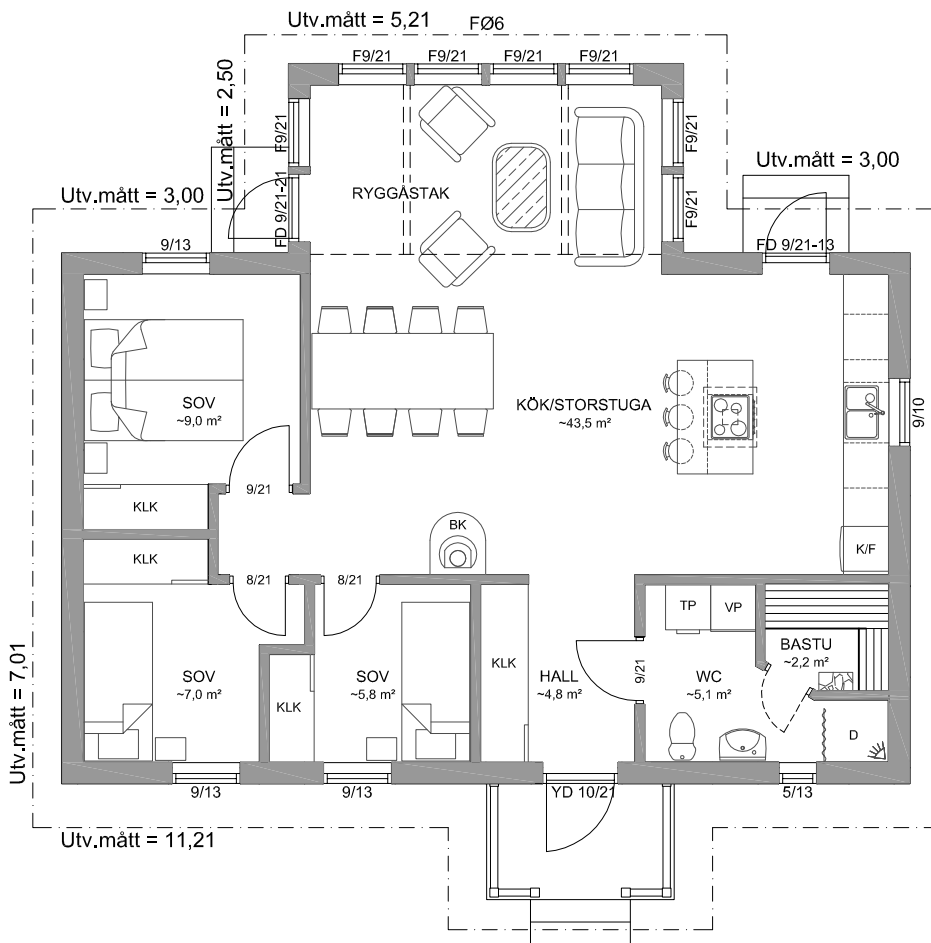 Utv.mått = 5,21
FØ6
F9/21
F9/21
F9/21
F9/21
Utv.mått = 2,50
F9/21
F9/21
Utv.mått = 3,00
Utv.mått = 3,00
RYGGÅSTAK
FD 9/21-21
F9/21
9/13
FD 9/21-13
SOV
~9,0 m²
KÖK/STORSTUGA
~43,5 m²
9/10
9/21
KLK
BK
K/F
KLK
8/21
8/21
TP
VP
BASTU
~2,2 m²
SOV
~7,0 m²
KLK
SOV
~5,8 m²
KLK
HALL
~4,8 m²
9/21
WC
~5,1 m²
D
Utv.mått = 7,01
9/13
9/13
YD 10/21
5/13
Utv.mått = 11,21